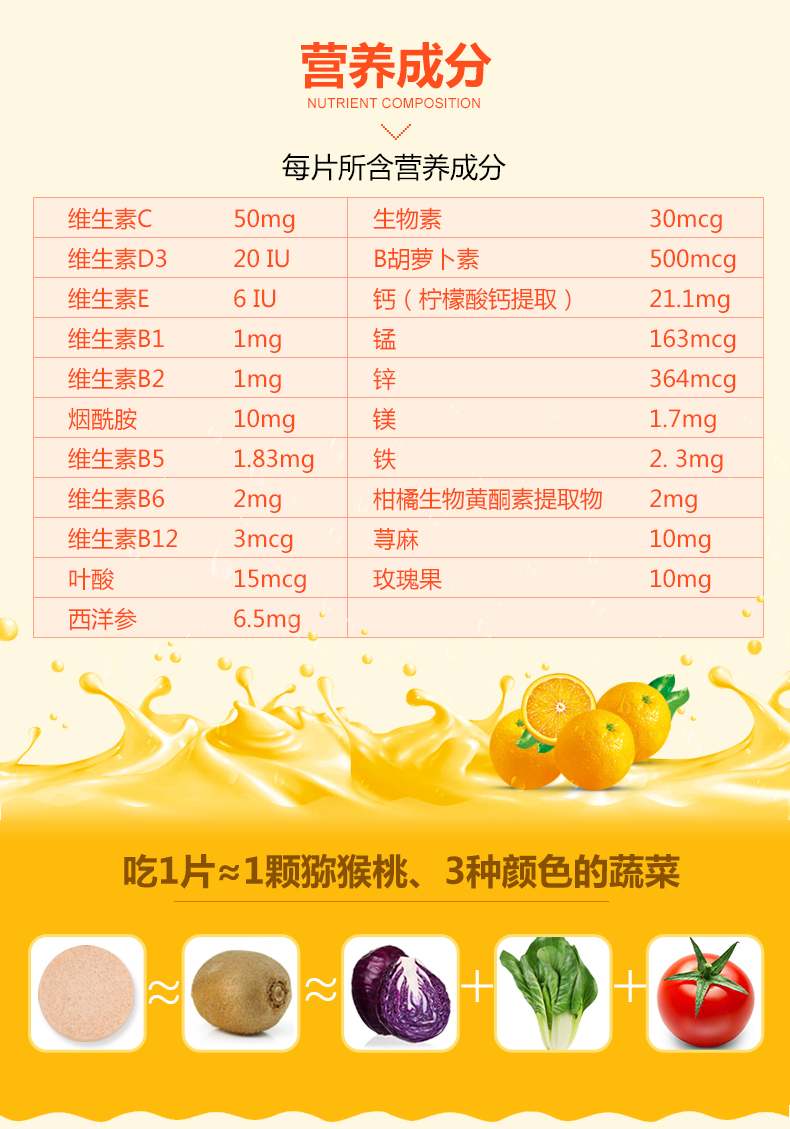 营养成分
NUTRIENT COMPOSITION
每片所含营养成分
维生素C 50mg 生物素 30mcg
维生素D3 20 IU B胡萝卜素 500mcg
维生素E 6 IU 钙（柠檬酸钙提取） 21.1mg
维生素B1 1mg 锰 163mcg
维生素B2 1mg 锌 364mcg
烟酰胺 10mg 镁 1.7mg
维生素B5 1.83mg 铁 2. 3mg
维生素B6 2mg 柑橘生物黄酮素提取物 2mg
维生素B12 3mcg 荨麻 10mg
叶酸 15mcg 玫瑰果 10mg
西洋参 6.5mg
吃1片≈1颗猕猴桃、3种颜色的蔬菜
≈ ≈ + +